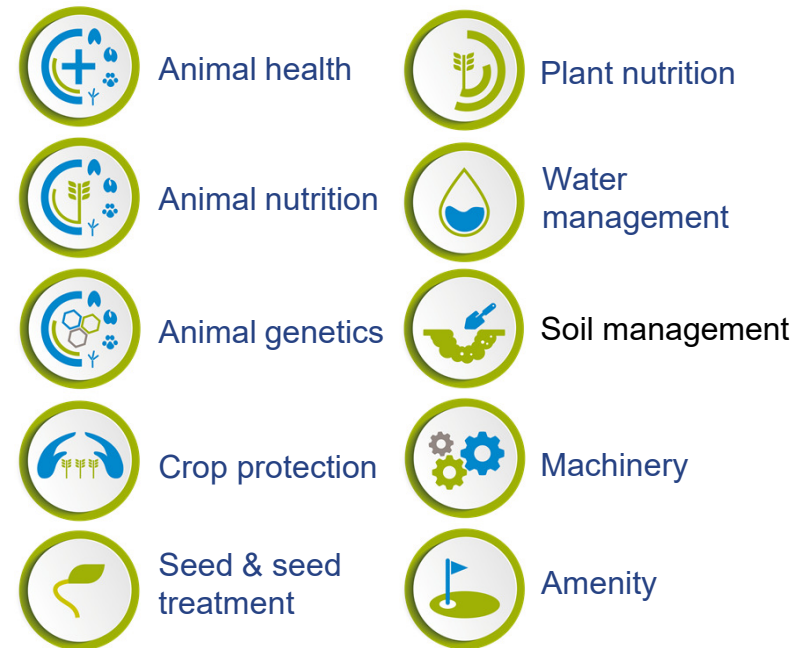 Animal health
Animal nutrition
Animal genetics
Crop protection
Seed & seed
treatment
Plant nutrition
Water
management
Soil management
Machinery
Amenity